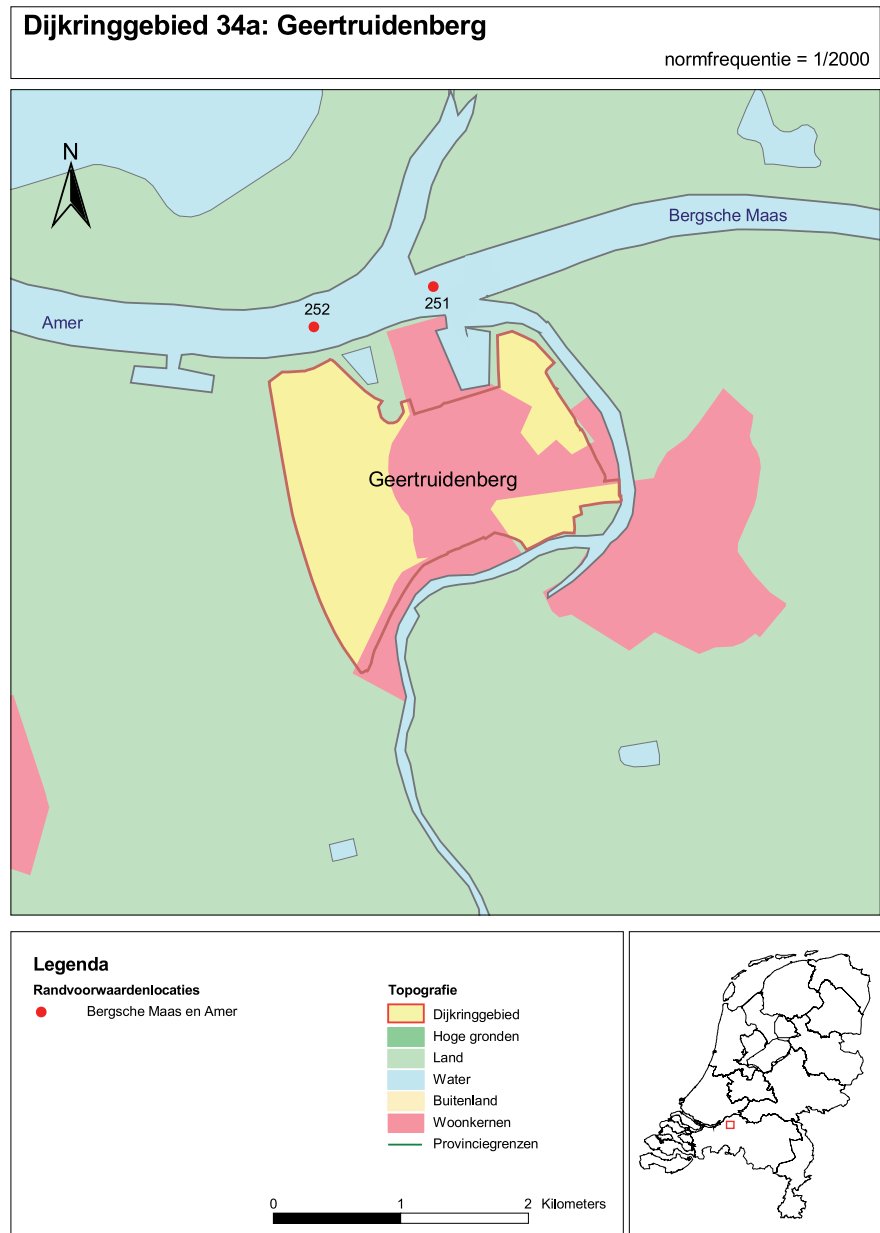 Dijkringgebied 34a: Geertruidenberg
normfrequentie = 1/2000
N
Bergsche Maas
252
251
Amer
Geertruidenberg
Legenda
Randvoorwaardenlocaties
Bergsche Maas en Amer
Topografie
Dijkringgebied
Hoge gronden
Land
Water
Buitenland
Woonkernen
Provinciegrenzen
0 1 2 Kilometers